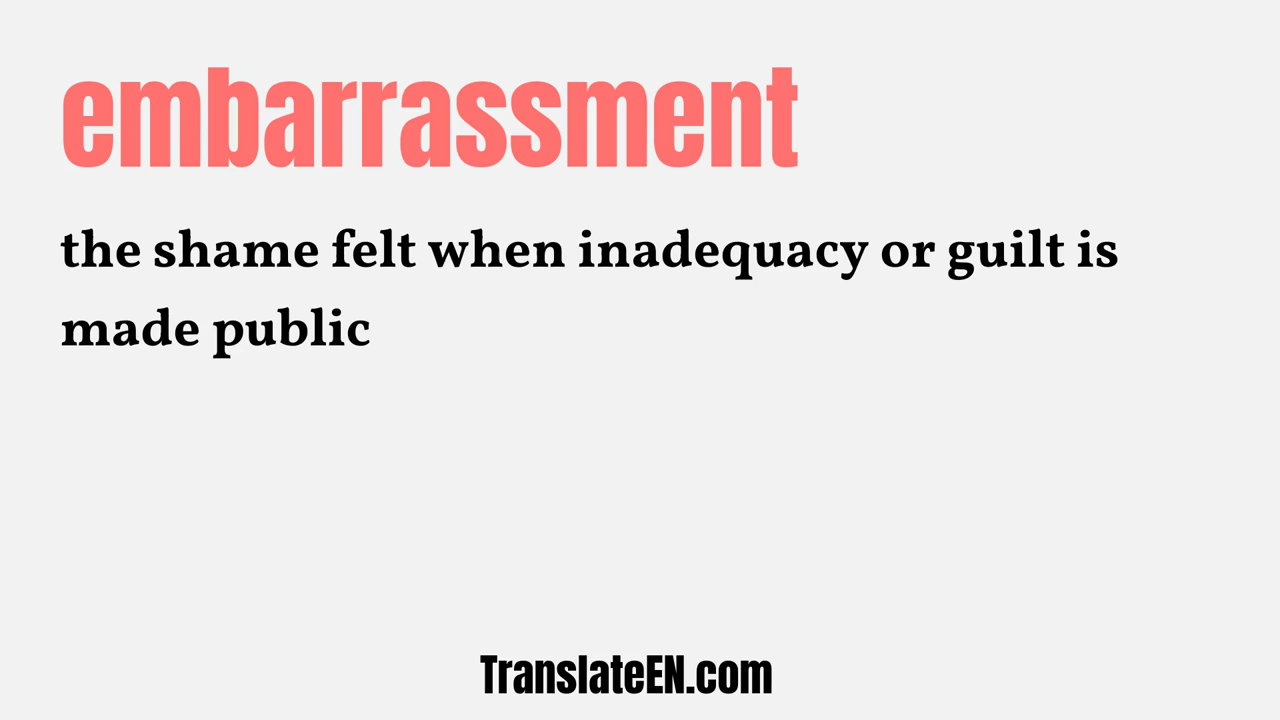 embarrassment
the shame felt when inadequacy or guilt is
made public
TranslateEN.com